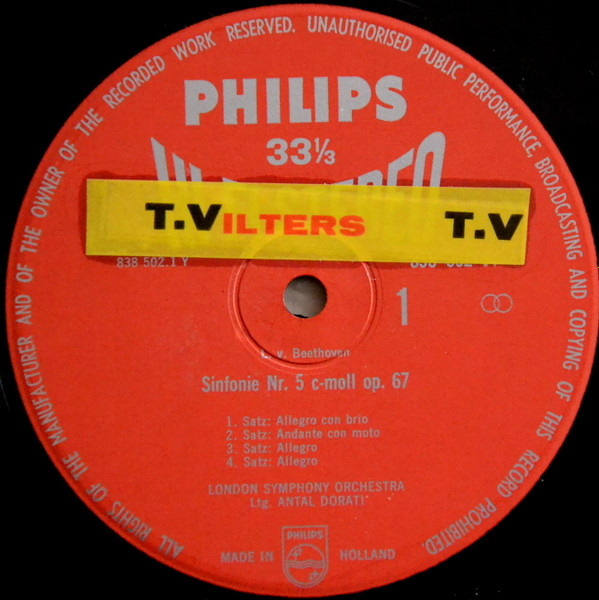 ALL RIGHTS OF THE MANUFACTURER AND OF THE OWNER OF THE RECORDED WORK RESERVED. UNAUTHORISED PUBLIC PERFORMANCE, BROADCASTING AND COPYING OF THIS RECORD PROHIBITED.
PHILIPS
33⅓
T.VILTERS T.V
838 502.1 Y
1
L. v. Beethoven
Sinfonie Nr. 5 c-moll op. 67
1. Satz: Allegro con brio
2. Satz: Andante con moto
3. Satz: Allegro
4. Satz: Allegro
LONDON SYMPHONY ORCHESTRA
Ltg. ANTAL DORATI
PHILIPS
MADE IN HOLLAND